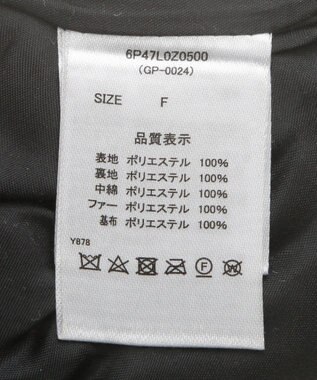 6P47L0Z0500
(GP-0024)
SIZE F
品質表示
表地 ポリエステル 100%
裏地 ポリエステル 100%
中綿 ポリエステル 100%
ファー ポリエステル 100%
基布 ポリエステル 100%
Y878
F W